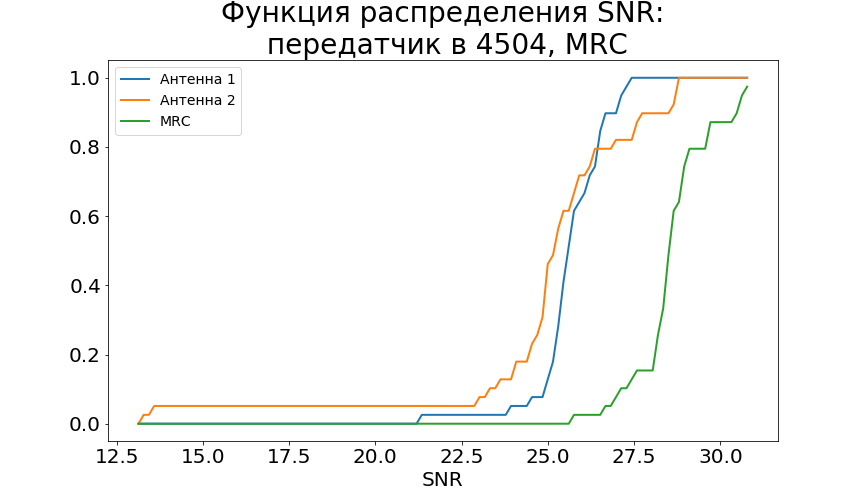 Функция распределения SNR:
передатчик в 4504, MRC
Антенна 1
Антенна 2
MRC
1.0
0.8
0.6
0.4
0.2
0.0
12.5 15.0 17.5 20.0 22.5 25.0 27.5 30.0
SNR